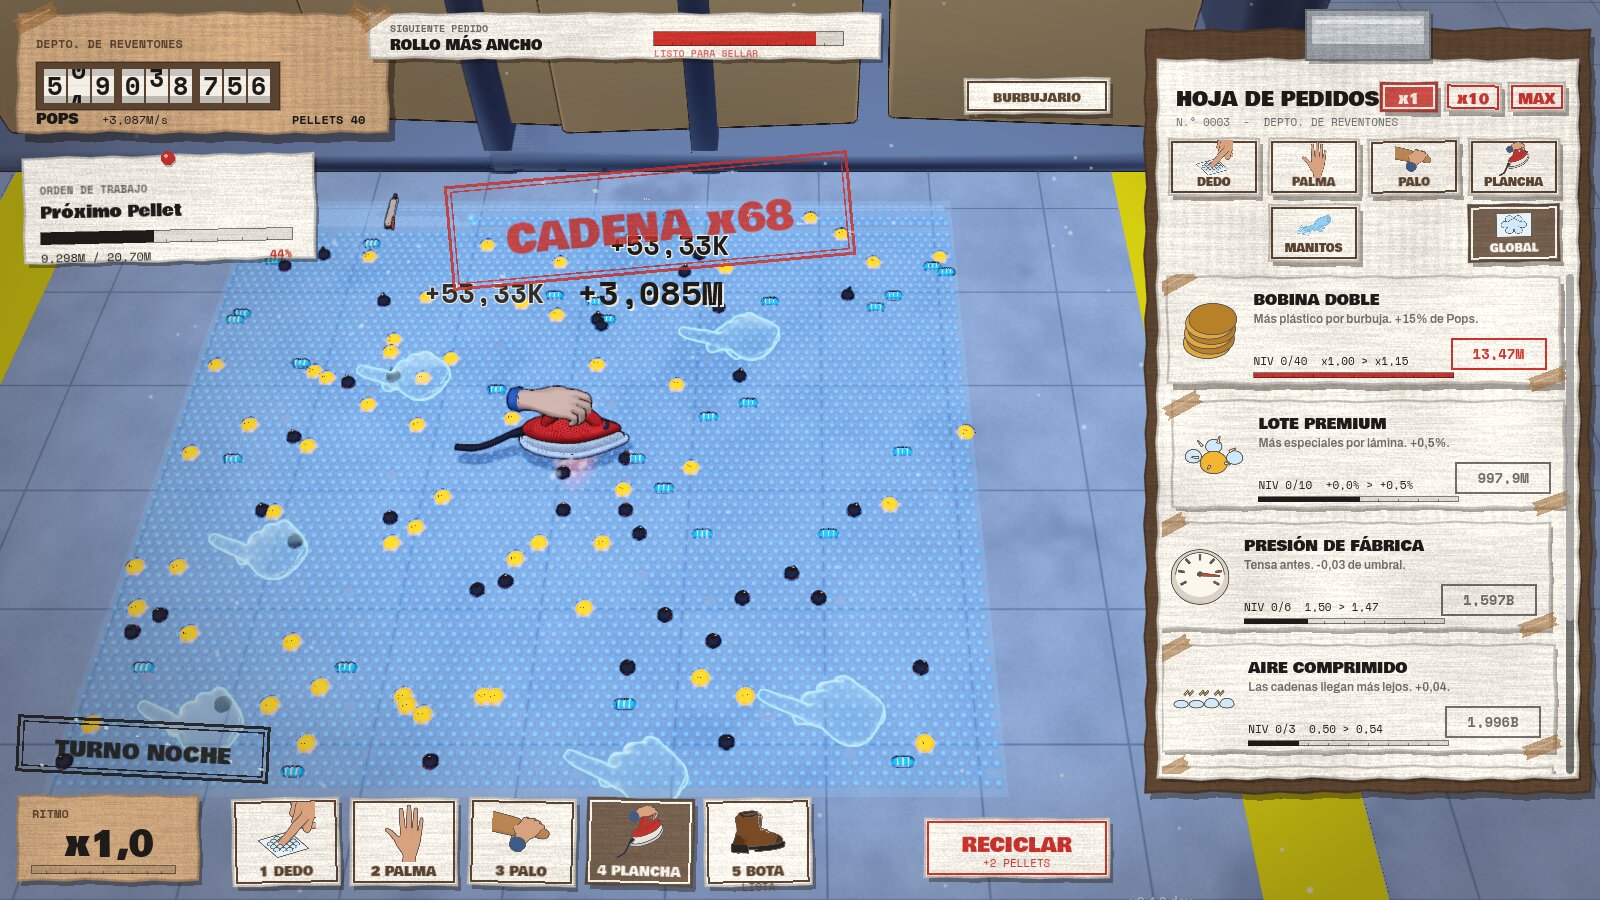 DEPTO. DE REVENTONES
9 0 8 756
POPS +3,087M/s PELLETS 40
SIGUIENTE PEDIDO
ROLLO MÁS ANCHO
LISTO PARA SELLAR
BURBUJARIO
ORDEN DE TRABAJO
Próximo Pellet
44%
9,298M / 20,70M
CADENA x68
+53,33K
+53,33K
+3,085M
TURNO NOCHE
RITMO
x1,0
1 DEDO
2 PALMA
3 PALO
4 PLANCHA
5 BOTA
LISTA
RECICLAR
+2 PELLETS
HOJA DE PEDIDOS
x1
x10
MAX
N.º 0003 - DEPTO. DE REVENTONES
DEDO
PALMA
PALO
PLANCHA
MANITOS
GLOBAL
BOBINA DOBLE
Más plástico por burbuja. +15% de Pops.
NIV 0/40 x1,00 > x1,15
13,47M
LOTE PREMIUM
Más especiales por lámina. +0,5%.
NIV 0/10 +0,0% > +0,5%
997,9M
PRESIÓN DE FÁBRICA
Tensa antes. -0,03 de umbral.
NIV 0/6 1,50 > 1,47
1,597B
AIRE COMPRIMIDO
Las cadenas llegan más lejos. +0,04.
NIV 0/3 0,50 > 0,54
1,996B